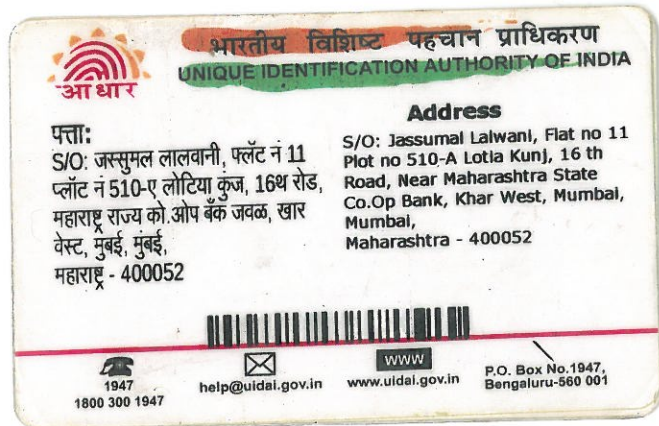 भारतीय विशिष्ट पहचान प्राधिकरण
UNIQUE IDENTIFICATION AUTHORITY OF INDIA
आधार
पत्ता:
S/O: जस्सुमल लालवानी, फ्लॅट नं 11
प्लॉट नं 510-ए लोटिया कुंज, 16थ रोड,
महाराष्ट्र राज्य को.ओप बँक जवळ, खार
वेस्ट, मुंबई, मुंबई,
महाराष्ट्र - 400052
Address
S/O: Jassumal Lalwani, Flat no 11
Plot no 510-A Lotia Kunj, 16 th
Road, Near Maharashtra State
Co.Op Bank, Khar West, Mumbai,
Mumbai,
Maharashtra - 400052
1947
1800 300 1947
help@uidai.gov.in
www
www.uidai.gov.in
P.O. Box No.1947,
Bengaluru-560 001